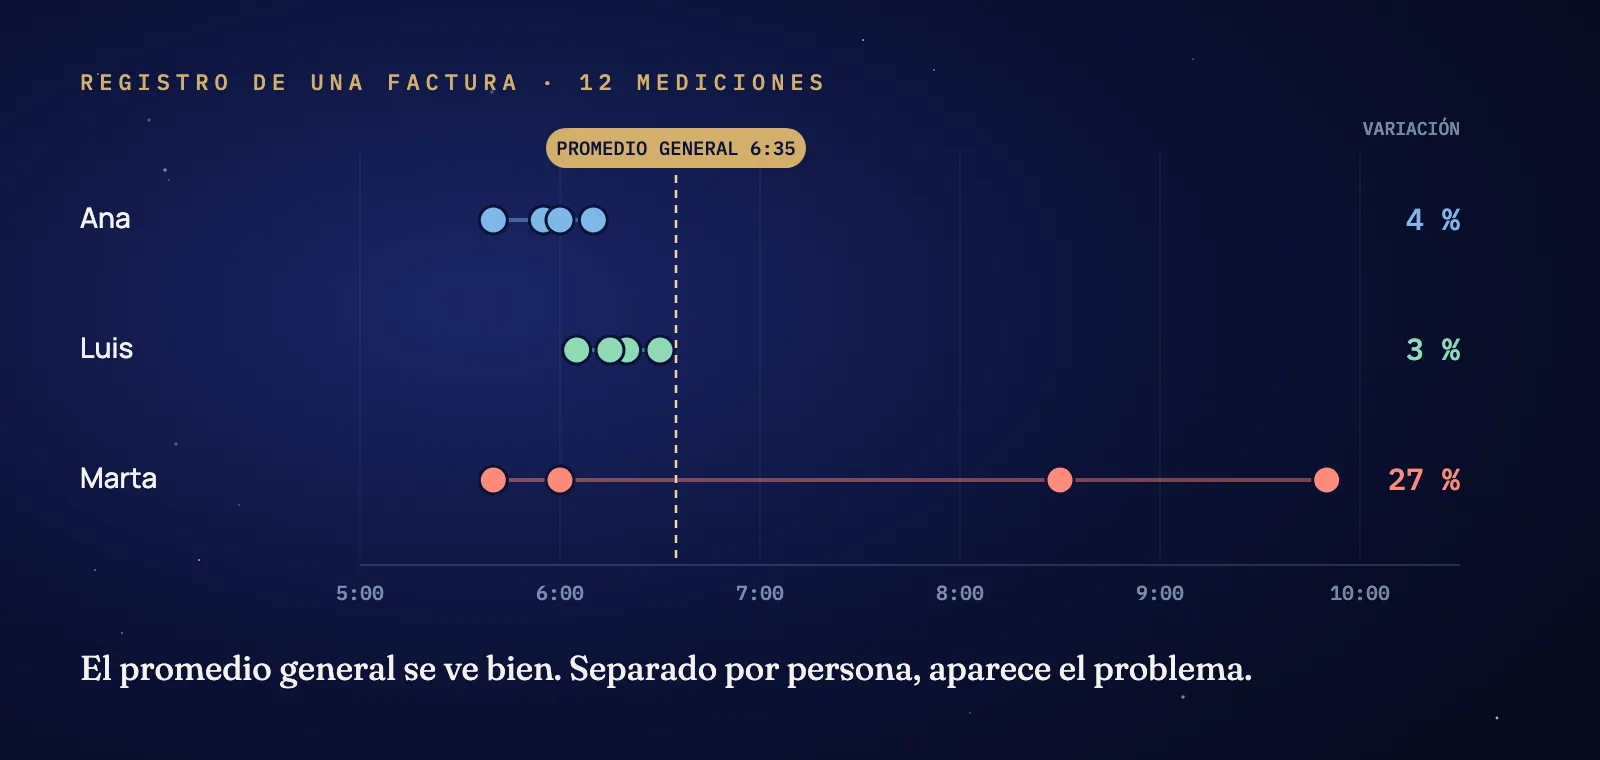 REGISTRO DE UNA FACTURA · 12 MEDICIONES
VARIACIÓN
PROMEDIO GENERAL 6:35
Ana 4 %
Luis 3 %
Marta 27 %
5:00 6:00 7:00 8:00 9:00 10:00
El promedio general se ve bien. Separado por persona, aparece el problema.